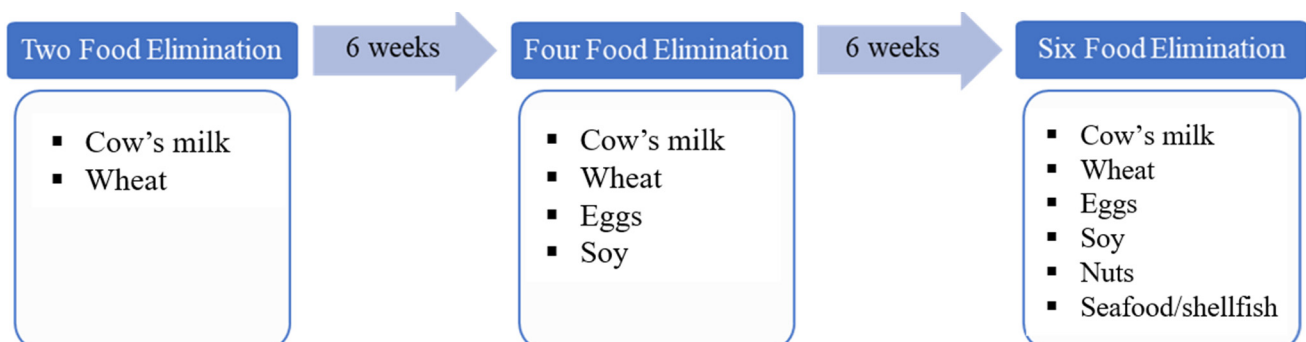 Two Food Elimination
6 weeks
Four Food Elimination
6 weeks
Six Food Elimination
▪ Cow’s milk
▪ Wheat
▪ Cow’s milk
▪ Wheat
▪ Eggs
▪ Soy
▪ Cow’s milk
▪ Wheat
▪ Eggs
▪ Soy
▪ Nuts
▪ Seafood/shellfish